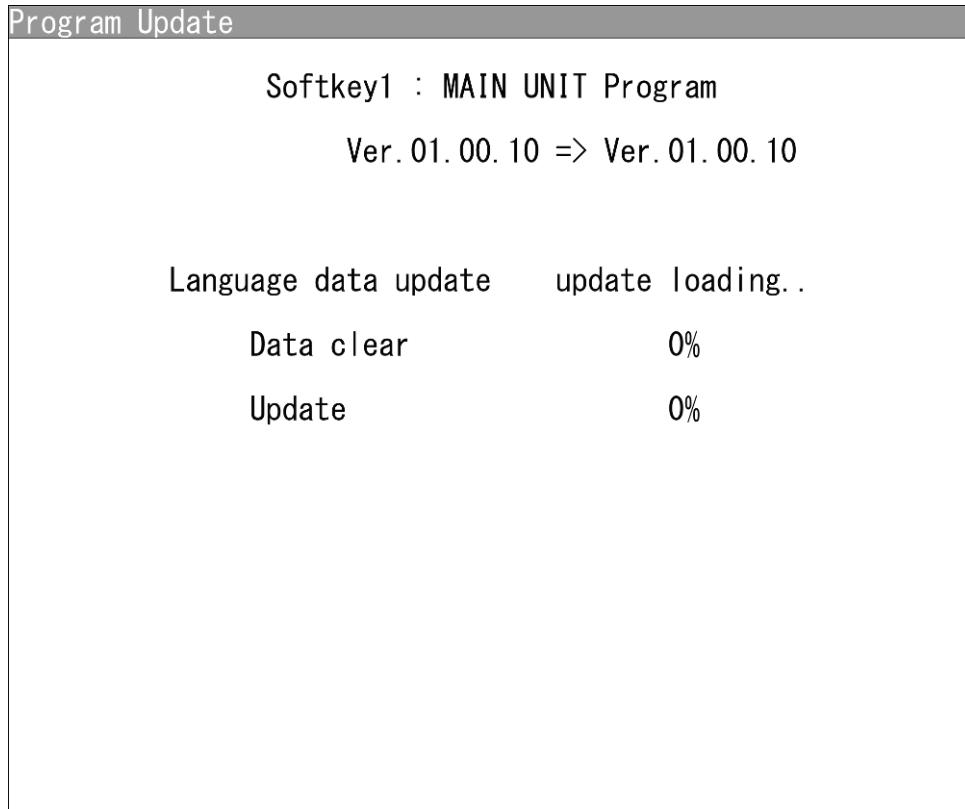 Program Update
Softkey1 : MAIN UNIT Program
Ver.01.00.10 => Ver.01.00.10
Language data update update loading..
Data clear 0%
Update 0%